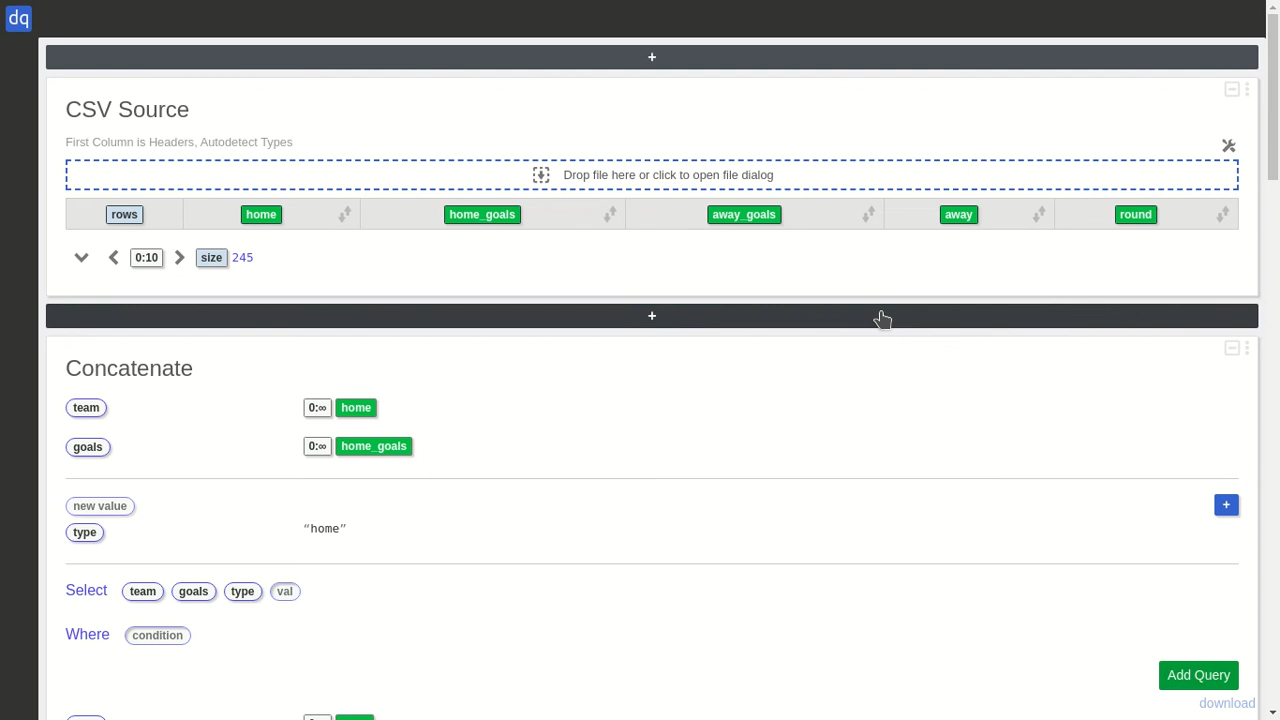 dq
+
CSV Source
First Column is Headers, Autodetect Types
Drop file here or click to open file dialog
rows home home_goals away_goals away round
0:10 size 245
+
Concatenate
team 0:∞ home
goals 0:∞ home_goals
new value +
type “home”
Select team goals type val
Where condition
Add Query
download